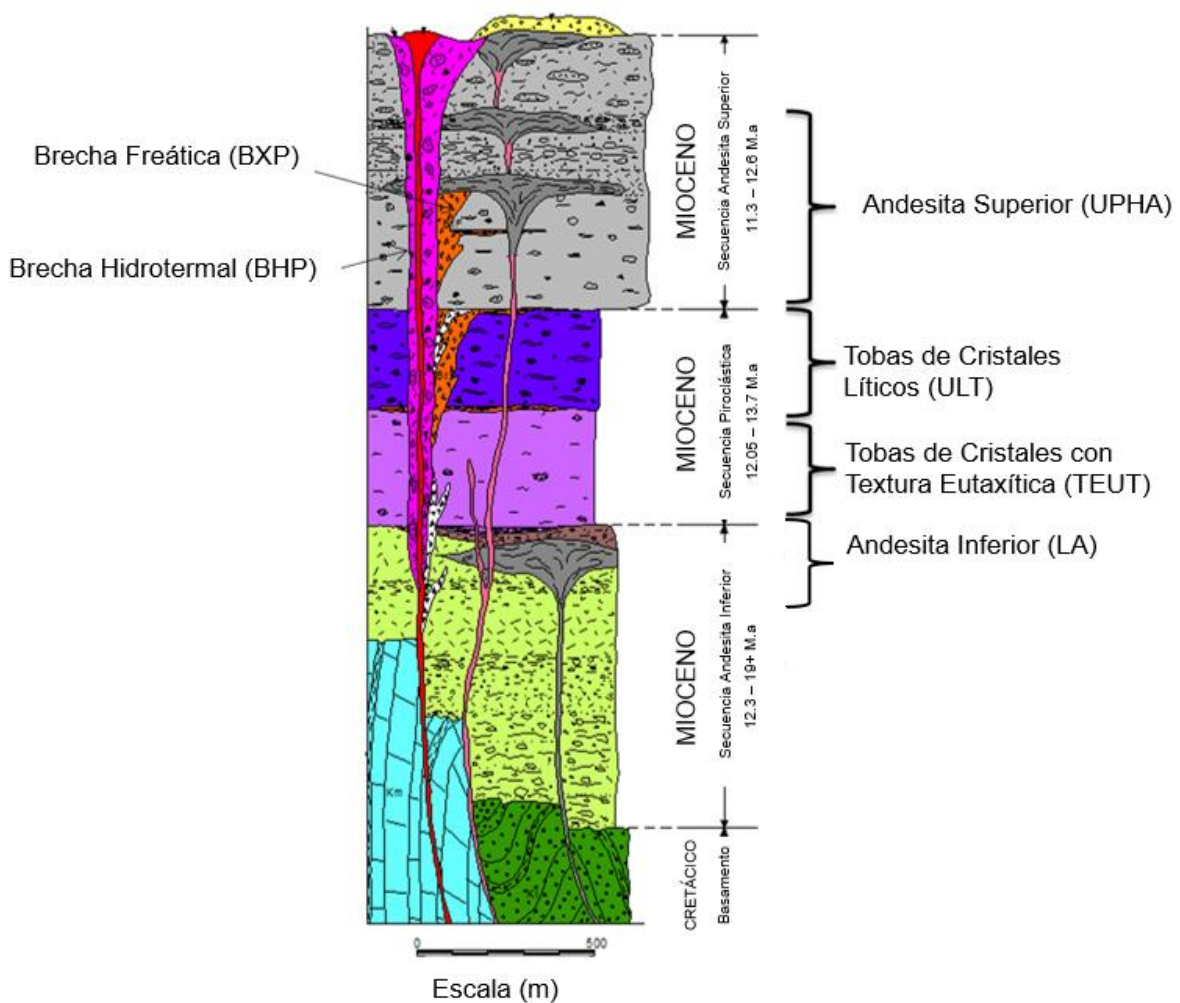 Brecha Freática (BXP)
Brecha Hidrotermal (BHP)
MIOCENO
Secuencia Andesita Superior
11.3 – 12.6 M.a
MIOCENO
Secuencia Piroclástica
12.05 – 13.7 M.a
MIOCENO
Secuencia Andesita Inferior
12.3 – 19+ M.a
CRETÁCICO
Basamento
Andesita Superior (UPHA)
Tobas de Cristales
Líticos (ULT)
Tobas de Cristales con
Textura Eutaxítica (TEUT)
Andesita Inferior (LA)
Km
0 500
Escala (m)